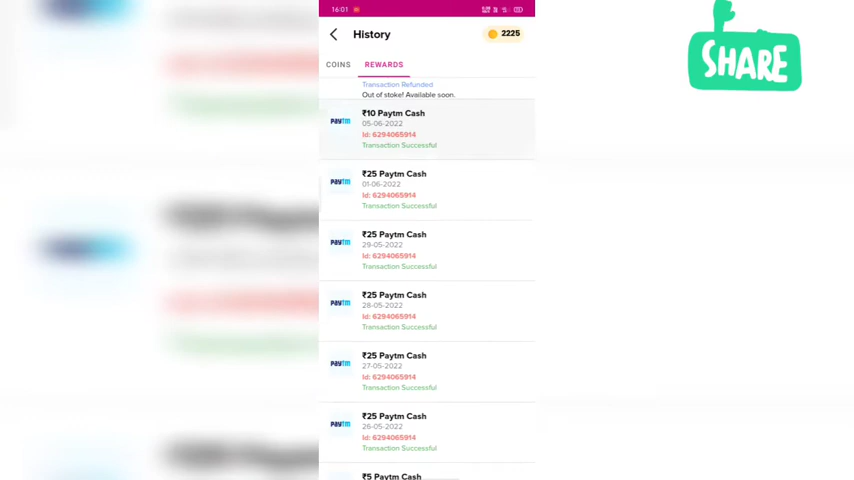 16:01
History
2225
COINS
REWARDS
Transaction Refunded
Out of stoke! Available soon.
paytm
₹10 Paytm Cash
05-06-2022
Id: 6294065914
Transaction Successful
paytm
₹25 Paytm Cash
01-06-2022
Id: 6294065914
Transaction Successful
paytm
₹25 Paytm Cash
29-05-2022
Id: 6294065914
Transaction Successful
paytm
₹25 Paytm Cash
28-05-2022
Id: 6294065914
Transaction Successful
paytm
₹25 Paytm Cash
27-05-2022
Id: 6294065914
Transaction Successful
paytm
₹25 Paytm Cash
26-05-2022
Id: 6294065914
Transaction Successful
₹5 Paytm Cash
SHARE